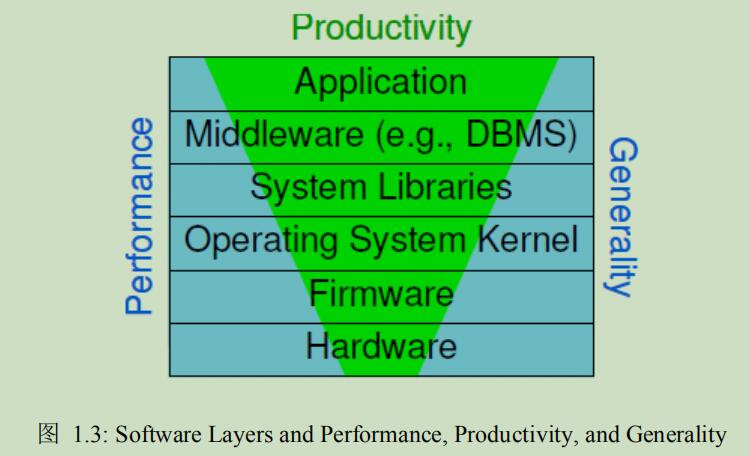 Productivity
Performance
Application
Middleware (e.g., DBMS)
System Libraries
Operating System Kernel
Firmware
Hardware
Generality
图 1.3: Software Layers and Performance, Productivity, and Generality